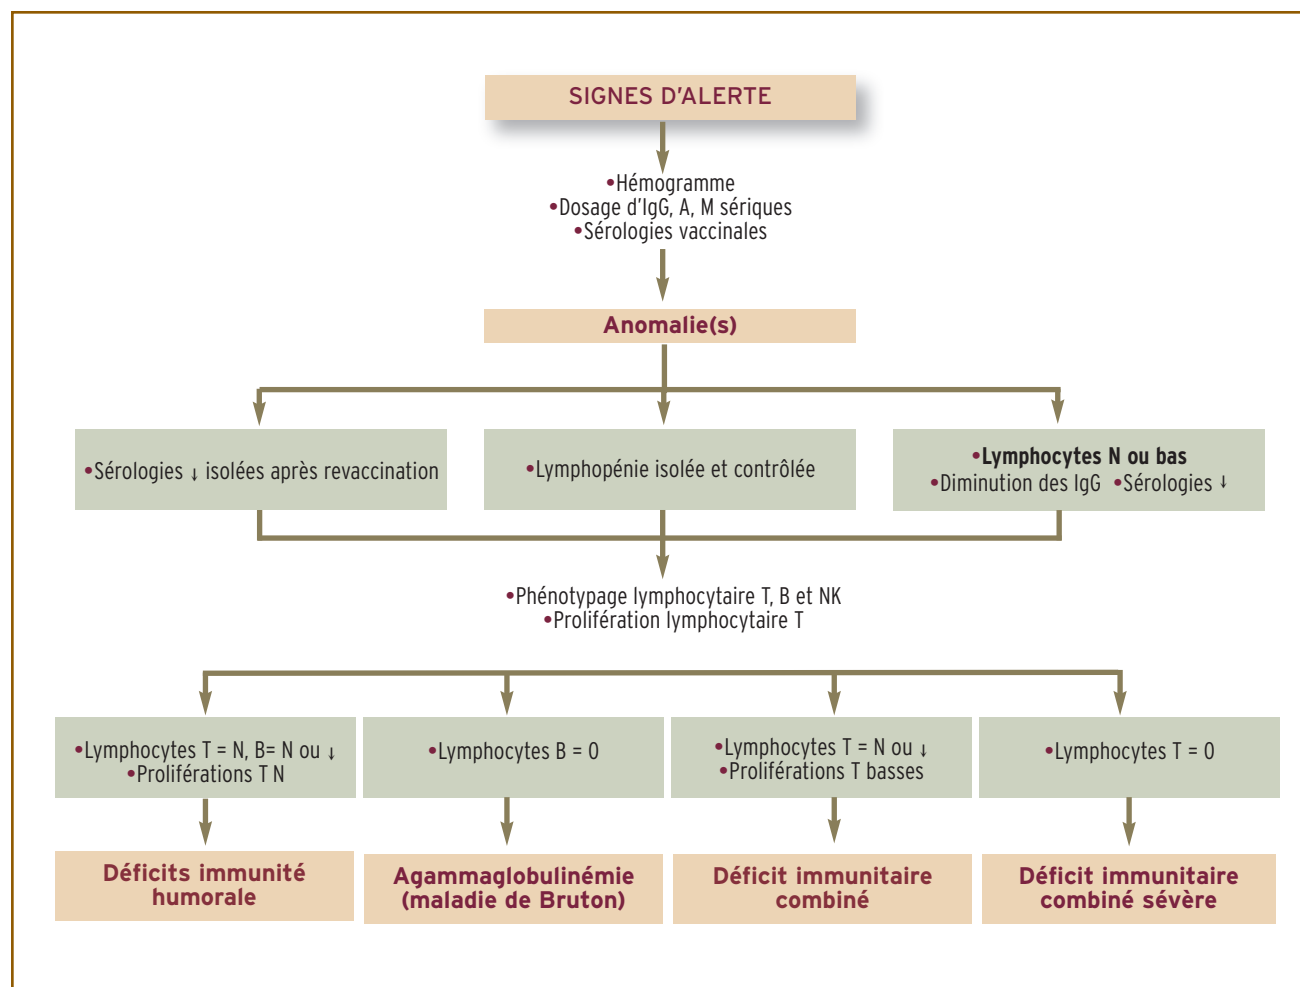 SIGNES D'ALERTE
•Hémogramme
•Dosage d'IgG, A, M sériques
•Sérologies vaccinales
Anomalie(s)
•Sérologies ↓ isolées après revaccination
•Lymphopénie isolée et contrôlée
•Lymphocytes N ou bas
•Diminution des IgG •Sérologies ↓
•Phénotypage lymphocytaire T, B et NK
•Prolifération lymphocytaire T
•Lymphocytes T = N, B= N ou ↓
•Proliférations T N
•Lymphocytes B = 0
•Lymphocytes T = N ou ↓
•Proliférations T basses
•Lymphocytes T = 0
Déficits immunité
humorale
Agammaglobulinémie
(maladie de Bruton)
Déficit immunitaire
combiné
Déficit immunitaire
combiné sévère